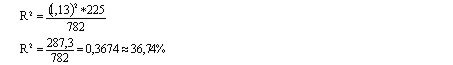 R² = (1,13)² * 225 / 782
R² = 287,3 / 782 = 0,3674 ≈ 36,74%